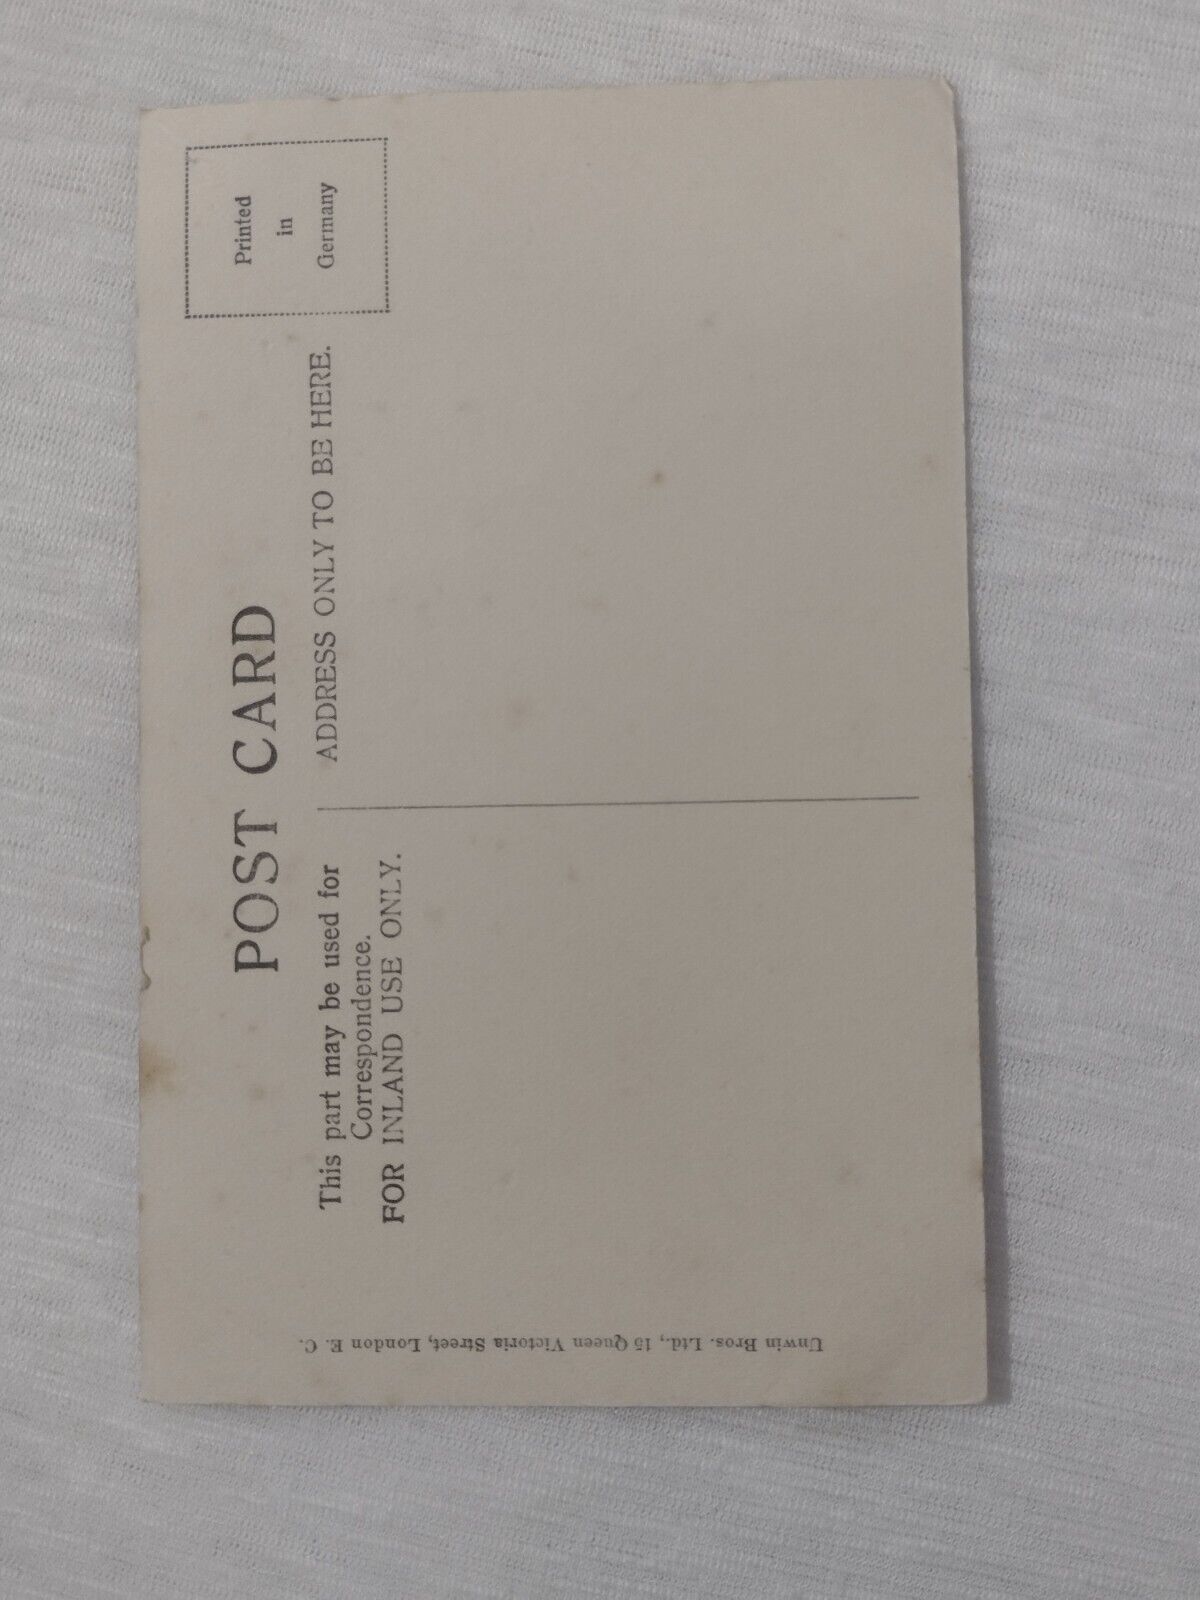 POST CARD
Printed
in
Germany
This part may be used for
Correspondence.
FOR INLAND USE ONLY.
ADDRESS ONLY TO BE HERE.
Unwin Bros. Ltd., 15 Queen Victoria Street, London E. C.